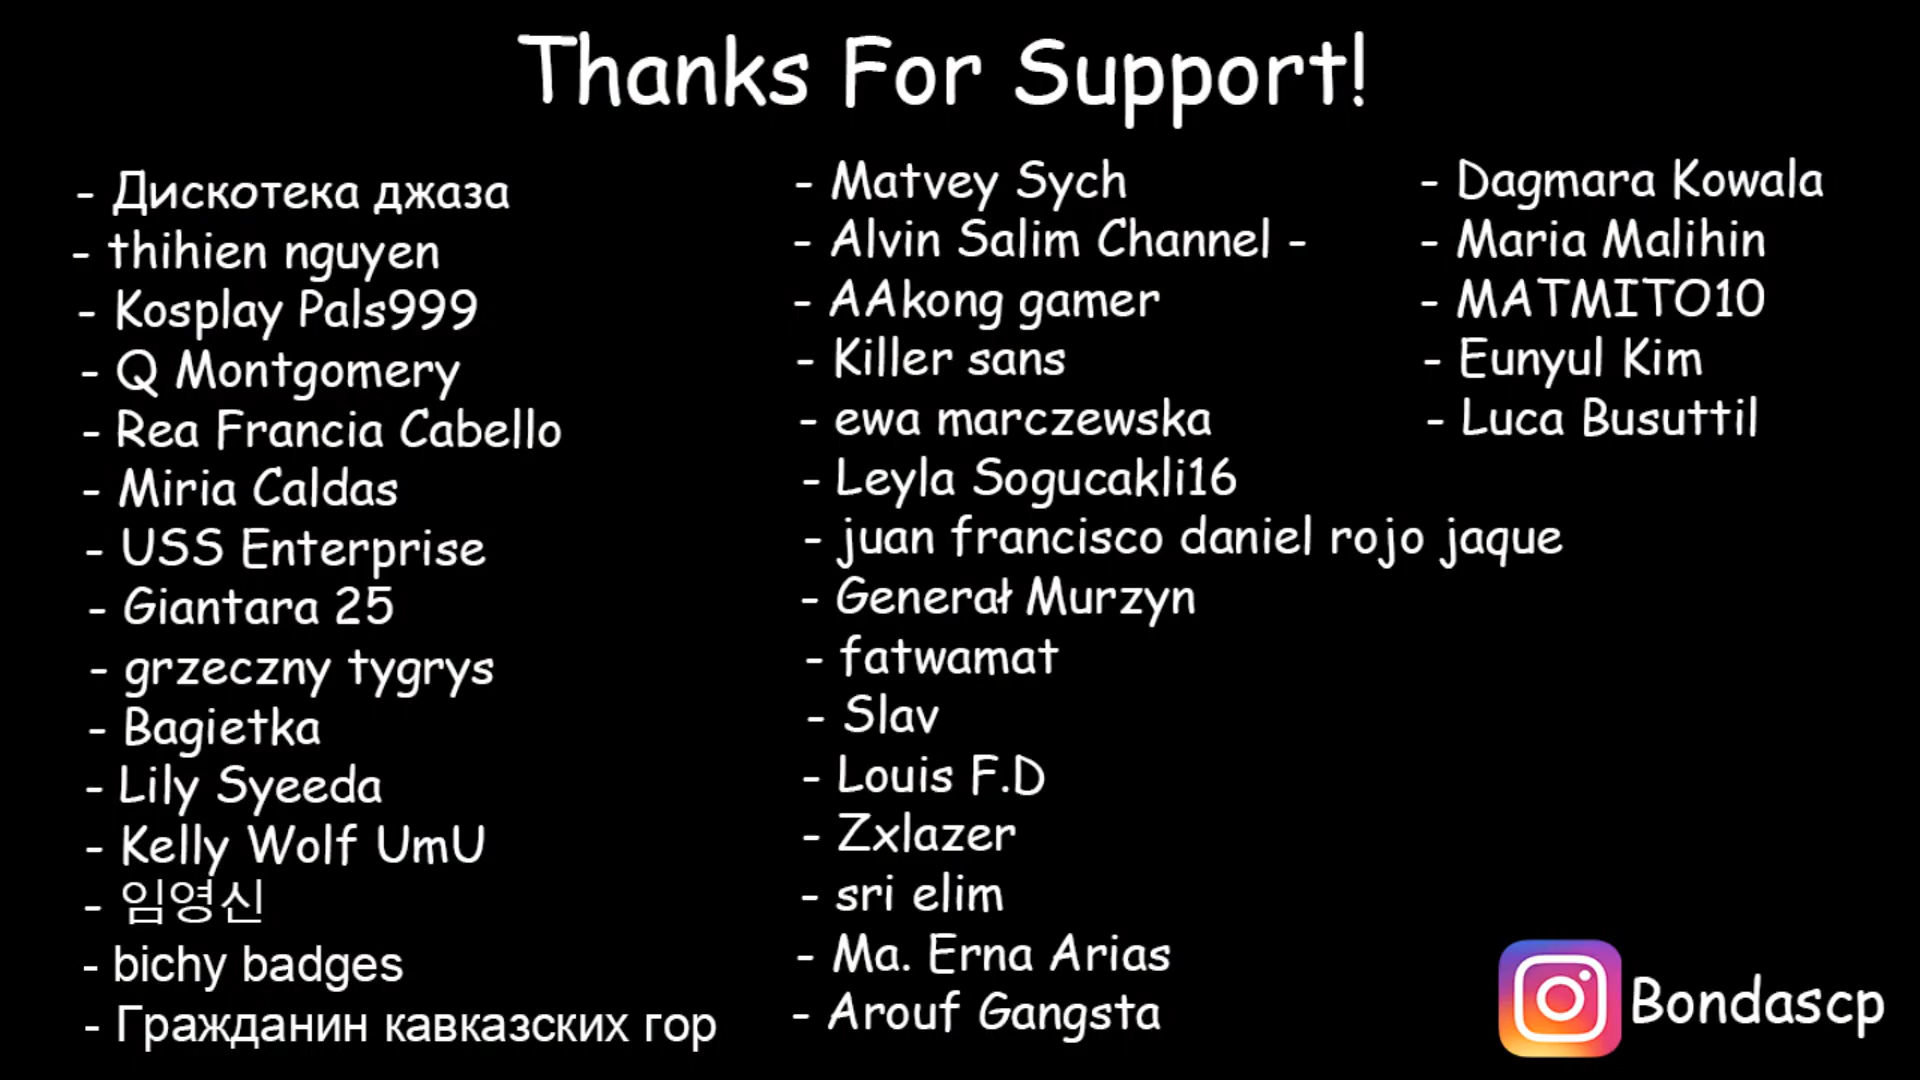 Thanks For Support!
- Дискотека джаза
- thihien nguyen
- Kosplay Pals999
- Q Montgomery
- Rea Francia Cabello
- Miria Caldas
- USS Enterprise
- Giantara 25
- grzeczny tygrys
- Bagietka
- Lily Syeeda
- Kelly Wolf UmU
- 임영신
- bichy badges
- Гражданин кавказских гор
- Matvey Sych
- Alvin Salim Channel -
- AAkong gamer
- Killer sans
- ewa marczewska
- Leyla Sogucakli16
- juan francisco daniel rojo jaque
- Generał Murzyn
- fatwamat
- Slav
- Louis F.D
- Zxlazer
- sri elim
- Ma. Erna Arias
- Arouf Gangsta
- Dagmara Kowala
- Maria Malihin
- MATMITO10
- Eunyul Kim
- Luca Busuttil
Bondascp